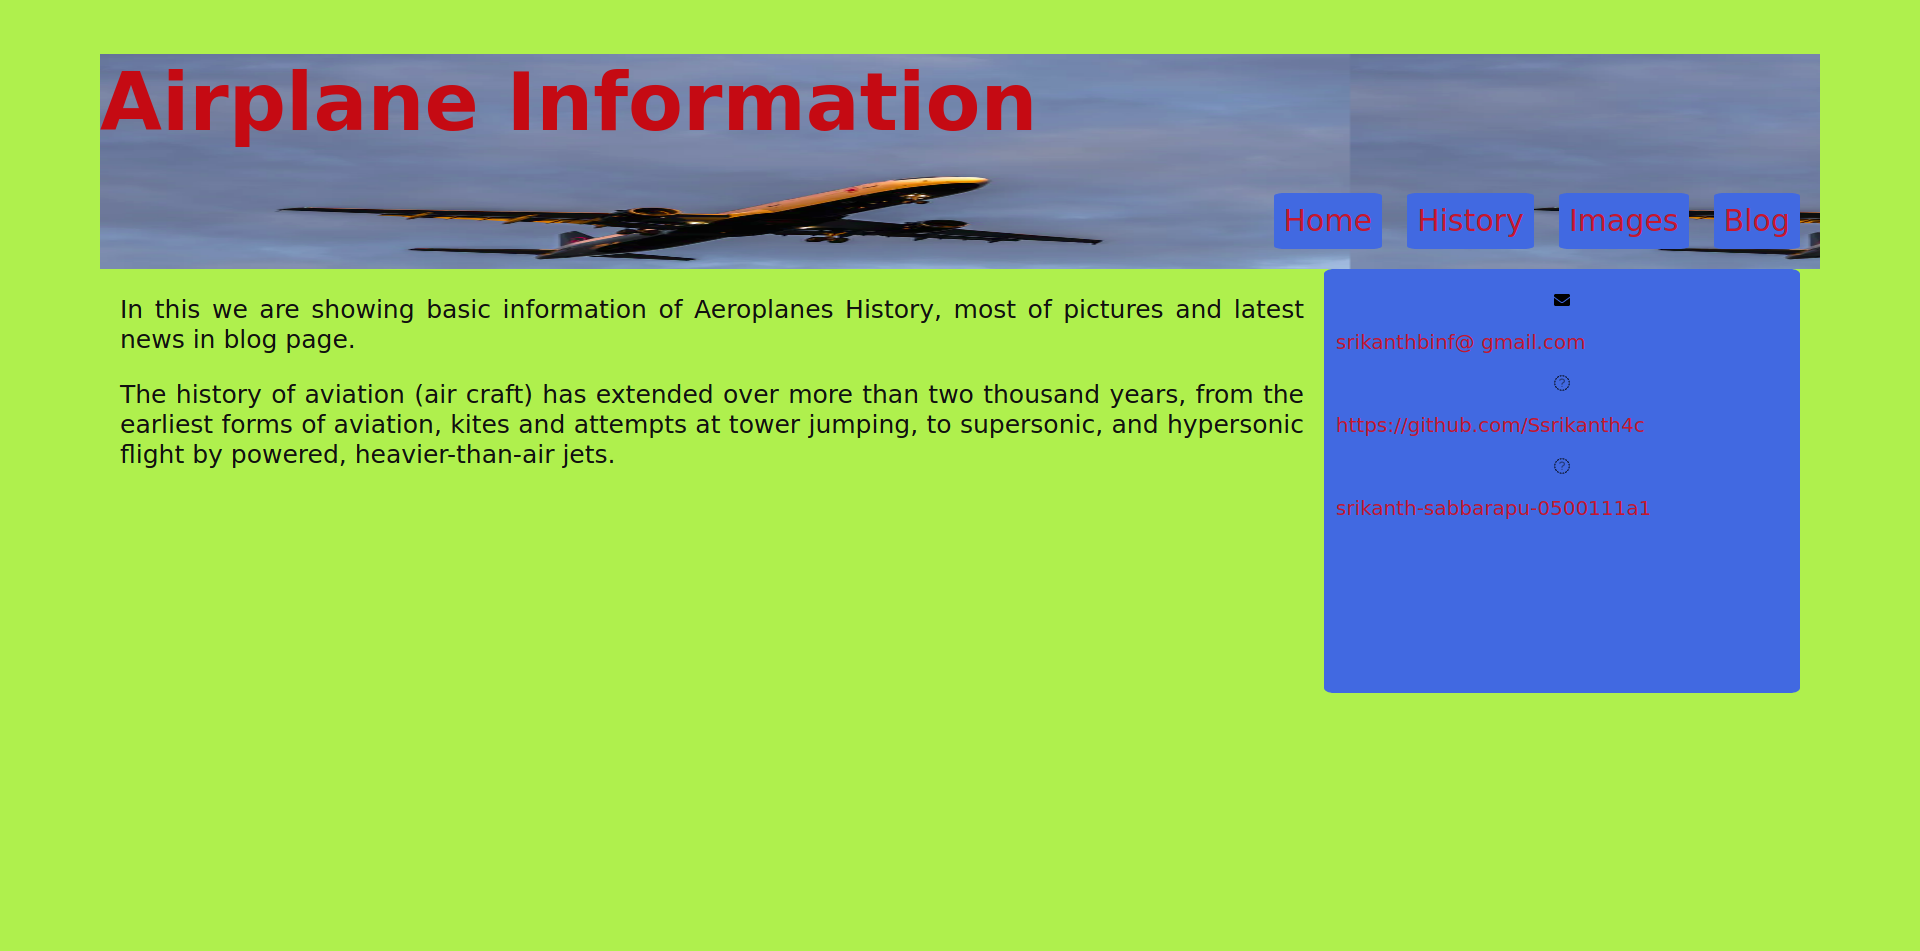 Airplane Information
Home History Images Blog
In this we are showing basic information of Aeroplanes History, most of pictures and latest
news in blog page.
The history of aviation (air craft) has extended over more than two thousand years, from the
earliest forms of aviation, kites and attempts at tower jumping, to supersonic, and hypersonic
flight by powered, heavier-than-air jets.
srikanthbinf@ gmail.com
https://github.com/Ssrikanth4c
srikanth-sabbarapu-0500111a1